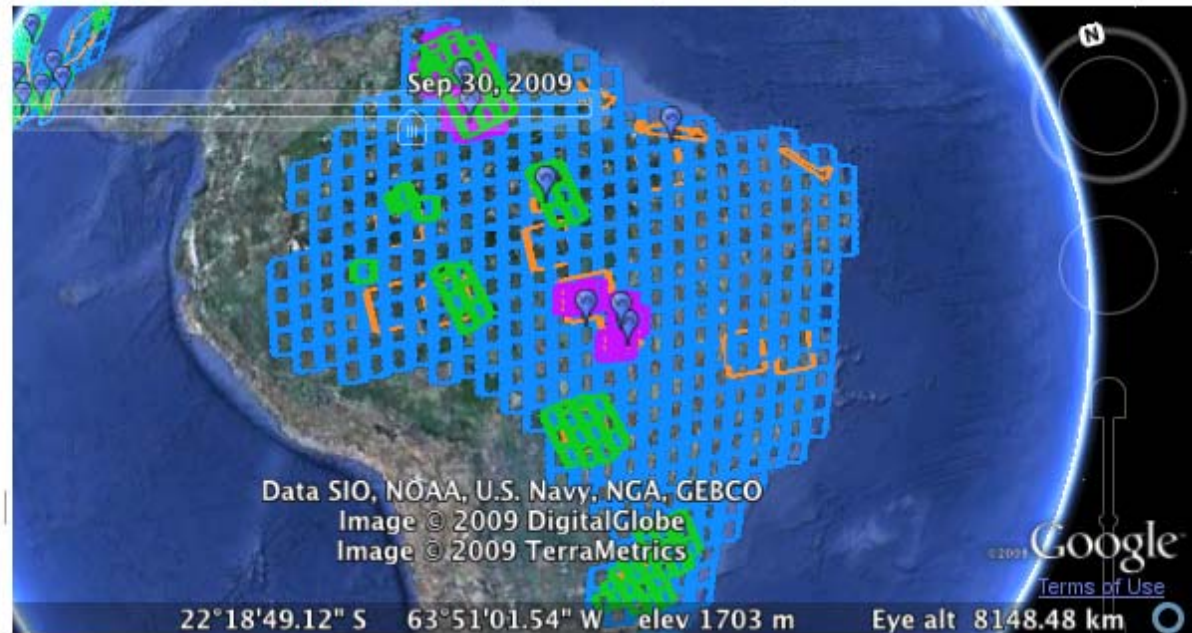 N
Sep 30, 2009
Data SIO, NOAA, U.S. Navy, NGA, GEBCO
Image © 2009 DigitalGlobe
Image © 2009 TerraMetrics
©2009 Google
Terms of Use
22°18'49.12" S 63°51'01.54" W elev 1703 m Eye alt 8148.48 km